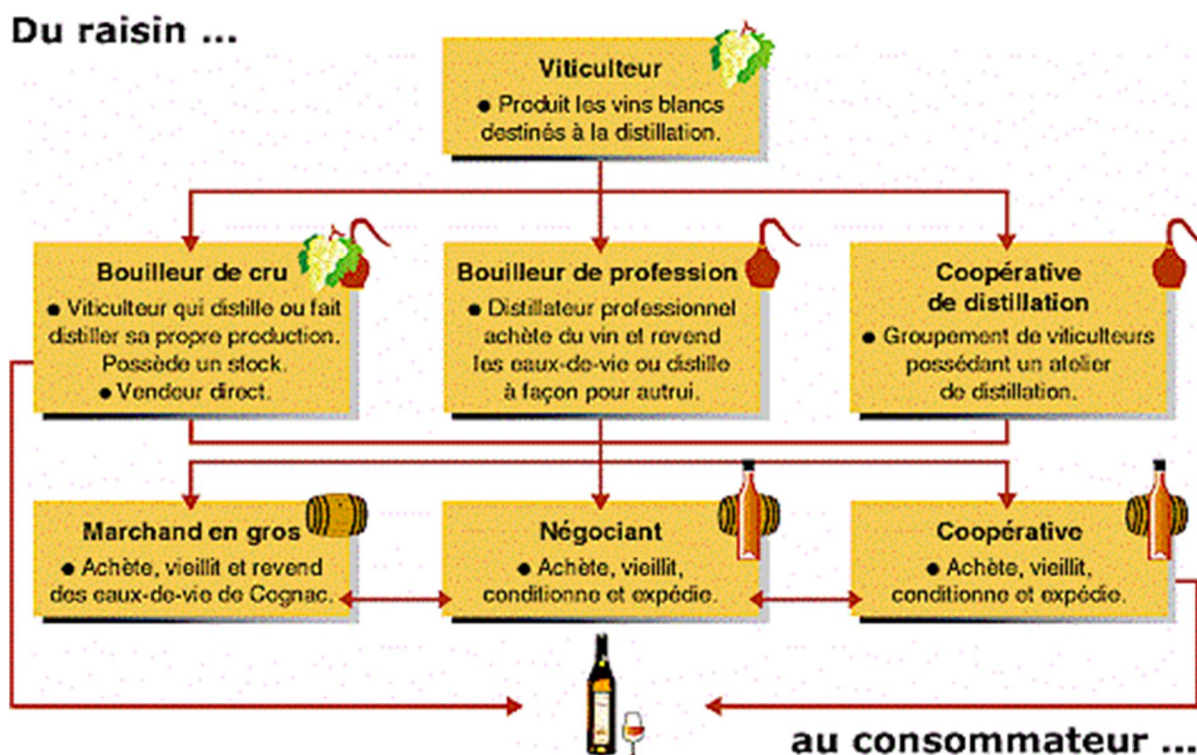 Du raisin ...
Viticulteur
● Produit les vins blancs
destinés à la distillation.
Bouilleur de cru
● Viticulteur qui distille ou fait
distiller sa propre production.
Possède un stock.
● Vendeur direct.
Bouilleur de profession
● Distillateur professionnel
achète du vin et revend
les eaux-de-vie ou distille
à façon pour autrui.
Coopérative
de distillation
● Groupement de viticulteurs
possédant un atelier
de distillation.
Marchand en gros
● Achète, vieillit et revend
des eaux-de-vie de Cognac.
Négociant
● Achète, vieillit,
conditionne et expédie.
Coopérative
● Achète, vieillit,
conditionne et expédie.
au consommateur ...